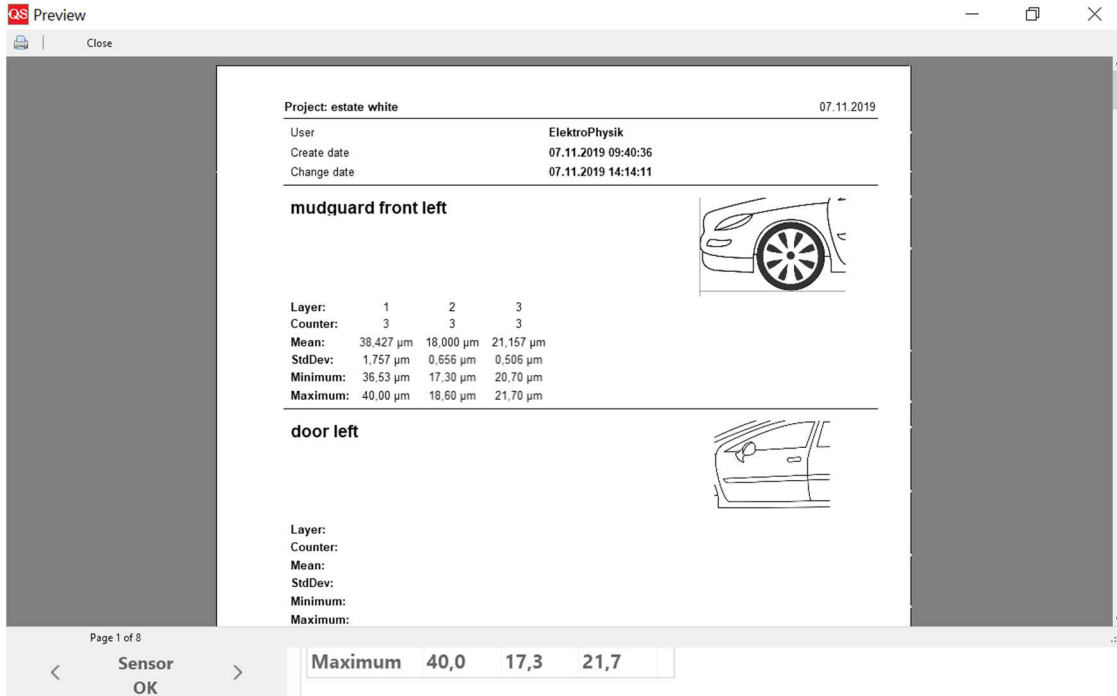 QS Preview
Close
Project: estate white 07.11.2019
User ElektroPhysik
Create date 07.11.2019 09:40:36
Change date 07.11.2019 14:14:11
mudguard front left
Layer: 1 2 3
Counter: 3 3 3
Mean: 38,427 µm 18,000 µm 21,157 µm
StdDev: 1,757 µm 0,656 µm 0,506 µm
Minimum: 36,53 µm 17,30 µm 20,70 µm
Maximum: 40,00 µm 18,60 µm 21,70 µm
door left
Layer:
Counter:
Mean:
StdDev:
Minimum:
Maximum:
Page 1 of 8
Sensor
OK
Maximum 40,0 17,3 21,7